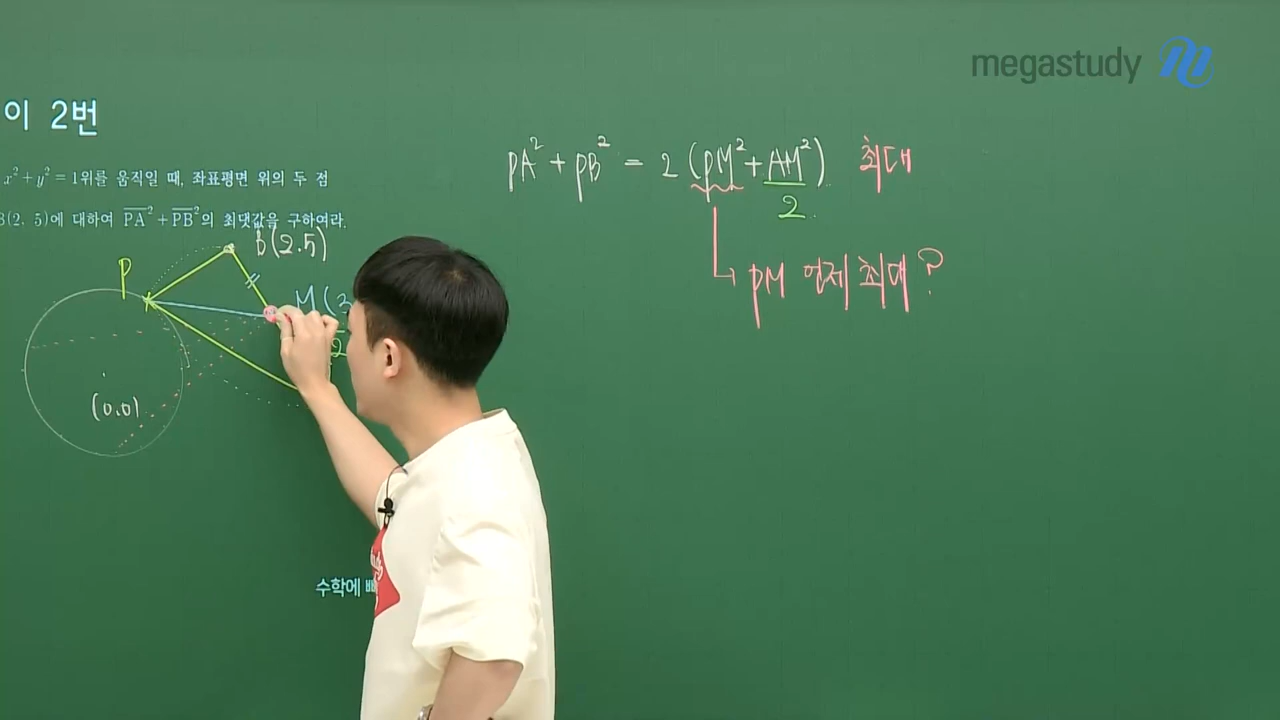 megastudy
이 2번
x²+y²=1위를 움직일 때, 좌표평면 위의 두 점
B(2, 5)에 대하여 PA²+PB²의 최댓값을 구하여라.
PA²+PB² = 2(PM²+AM²) 최대
2
PM 언제 최대?
P
B(2.5)
M(3
2
(0.0)
수학에